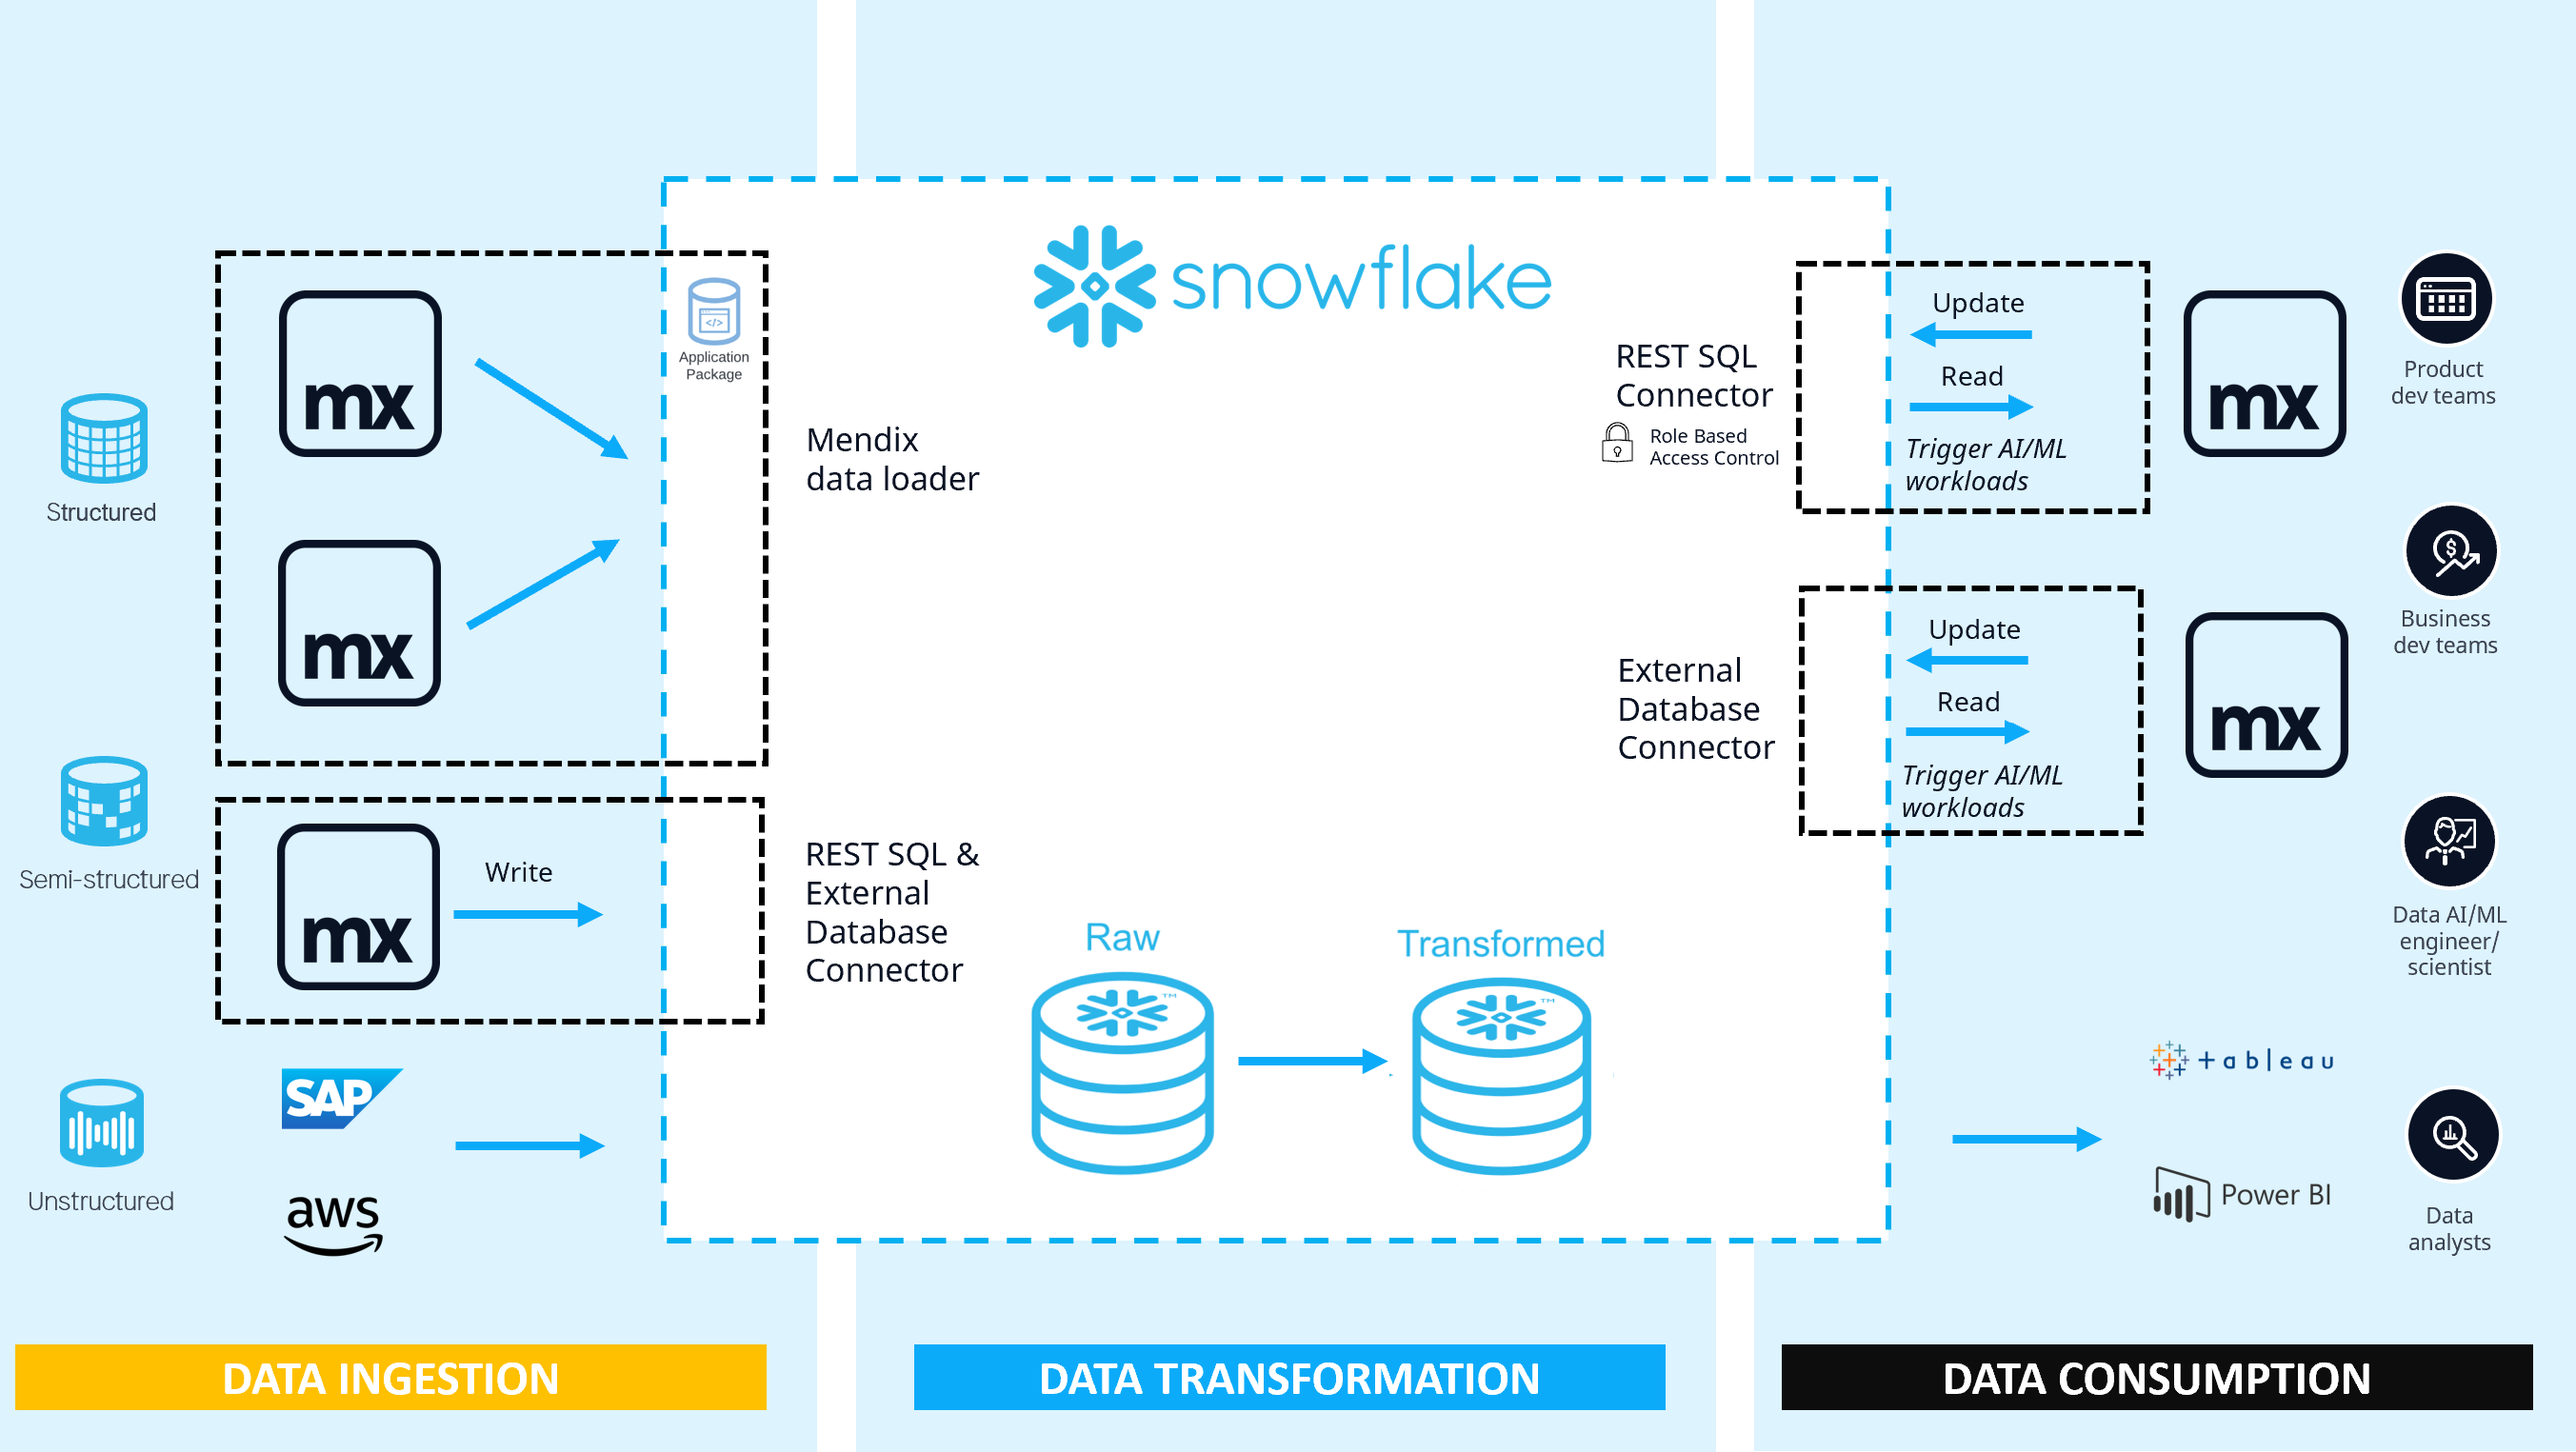 snowflake
mx
Application
Package
Mendix
data loader
Structured
mx
Semi-structured
mx
Write
REST SQL &
External
Database
Connector
Unstructured
SAP
aws
Raw
™
Transformed
™
REST SQL
Connector
Role Based
Access Control
Update
Read
Trigger AI/ML
workloads
mx
Product
dev teams
External
Database
Connector
Update
Read
Trigger AI/ML
workloads
mx
Business
dev teams
Data AI/ML
engineer/
scientist
+ableau
Power BI
Data
analysts
DATA INGESTION
DATA TRANSFORMATION
DATA CONSUMPTION